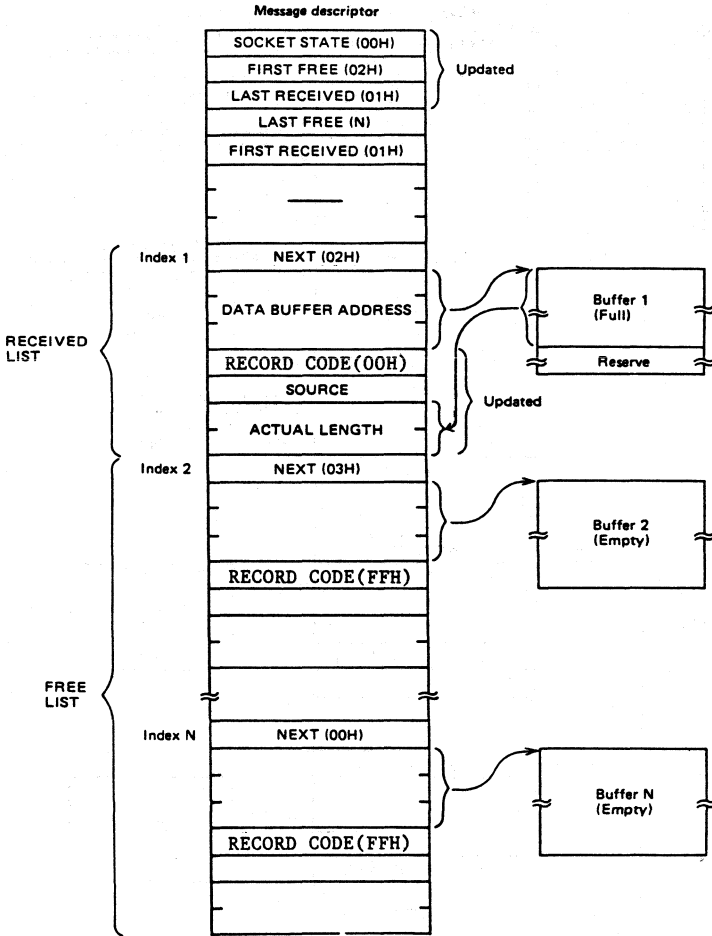 Message descriptor
SOCKET STATE (00H)
FIRST FREE (02H)
Updated
LAST RECEIVED (01H)
LAST FREE (N)
FIRST RECEIVED (01H)
Index 1
NEXT (02H)
DATA BUFFER ADDRESS
Buffer 1
(Full)
RECEIVED
LIST
RECORD CODE(00H)
Reserve
SOURCE
Updated
ACTUAL LENGTH
Index 2
NEXT (03H)
Buffer 2
(Empty)
RECORD CODE(FFH)
FREE
LIST
Index N
NEXT (00H)
Buffer N
(Empty)
RECORD CODE(FFH)